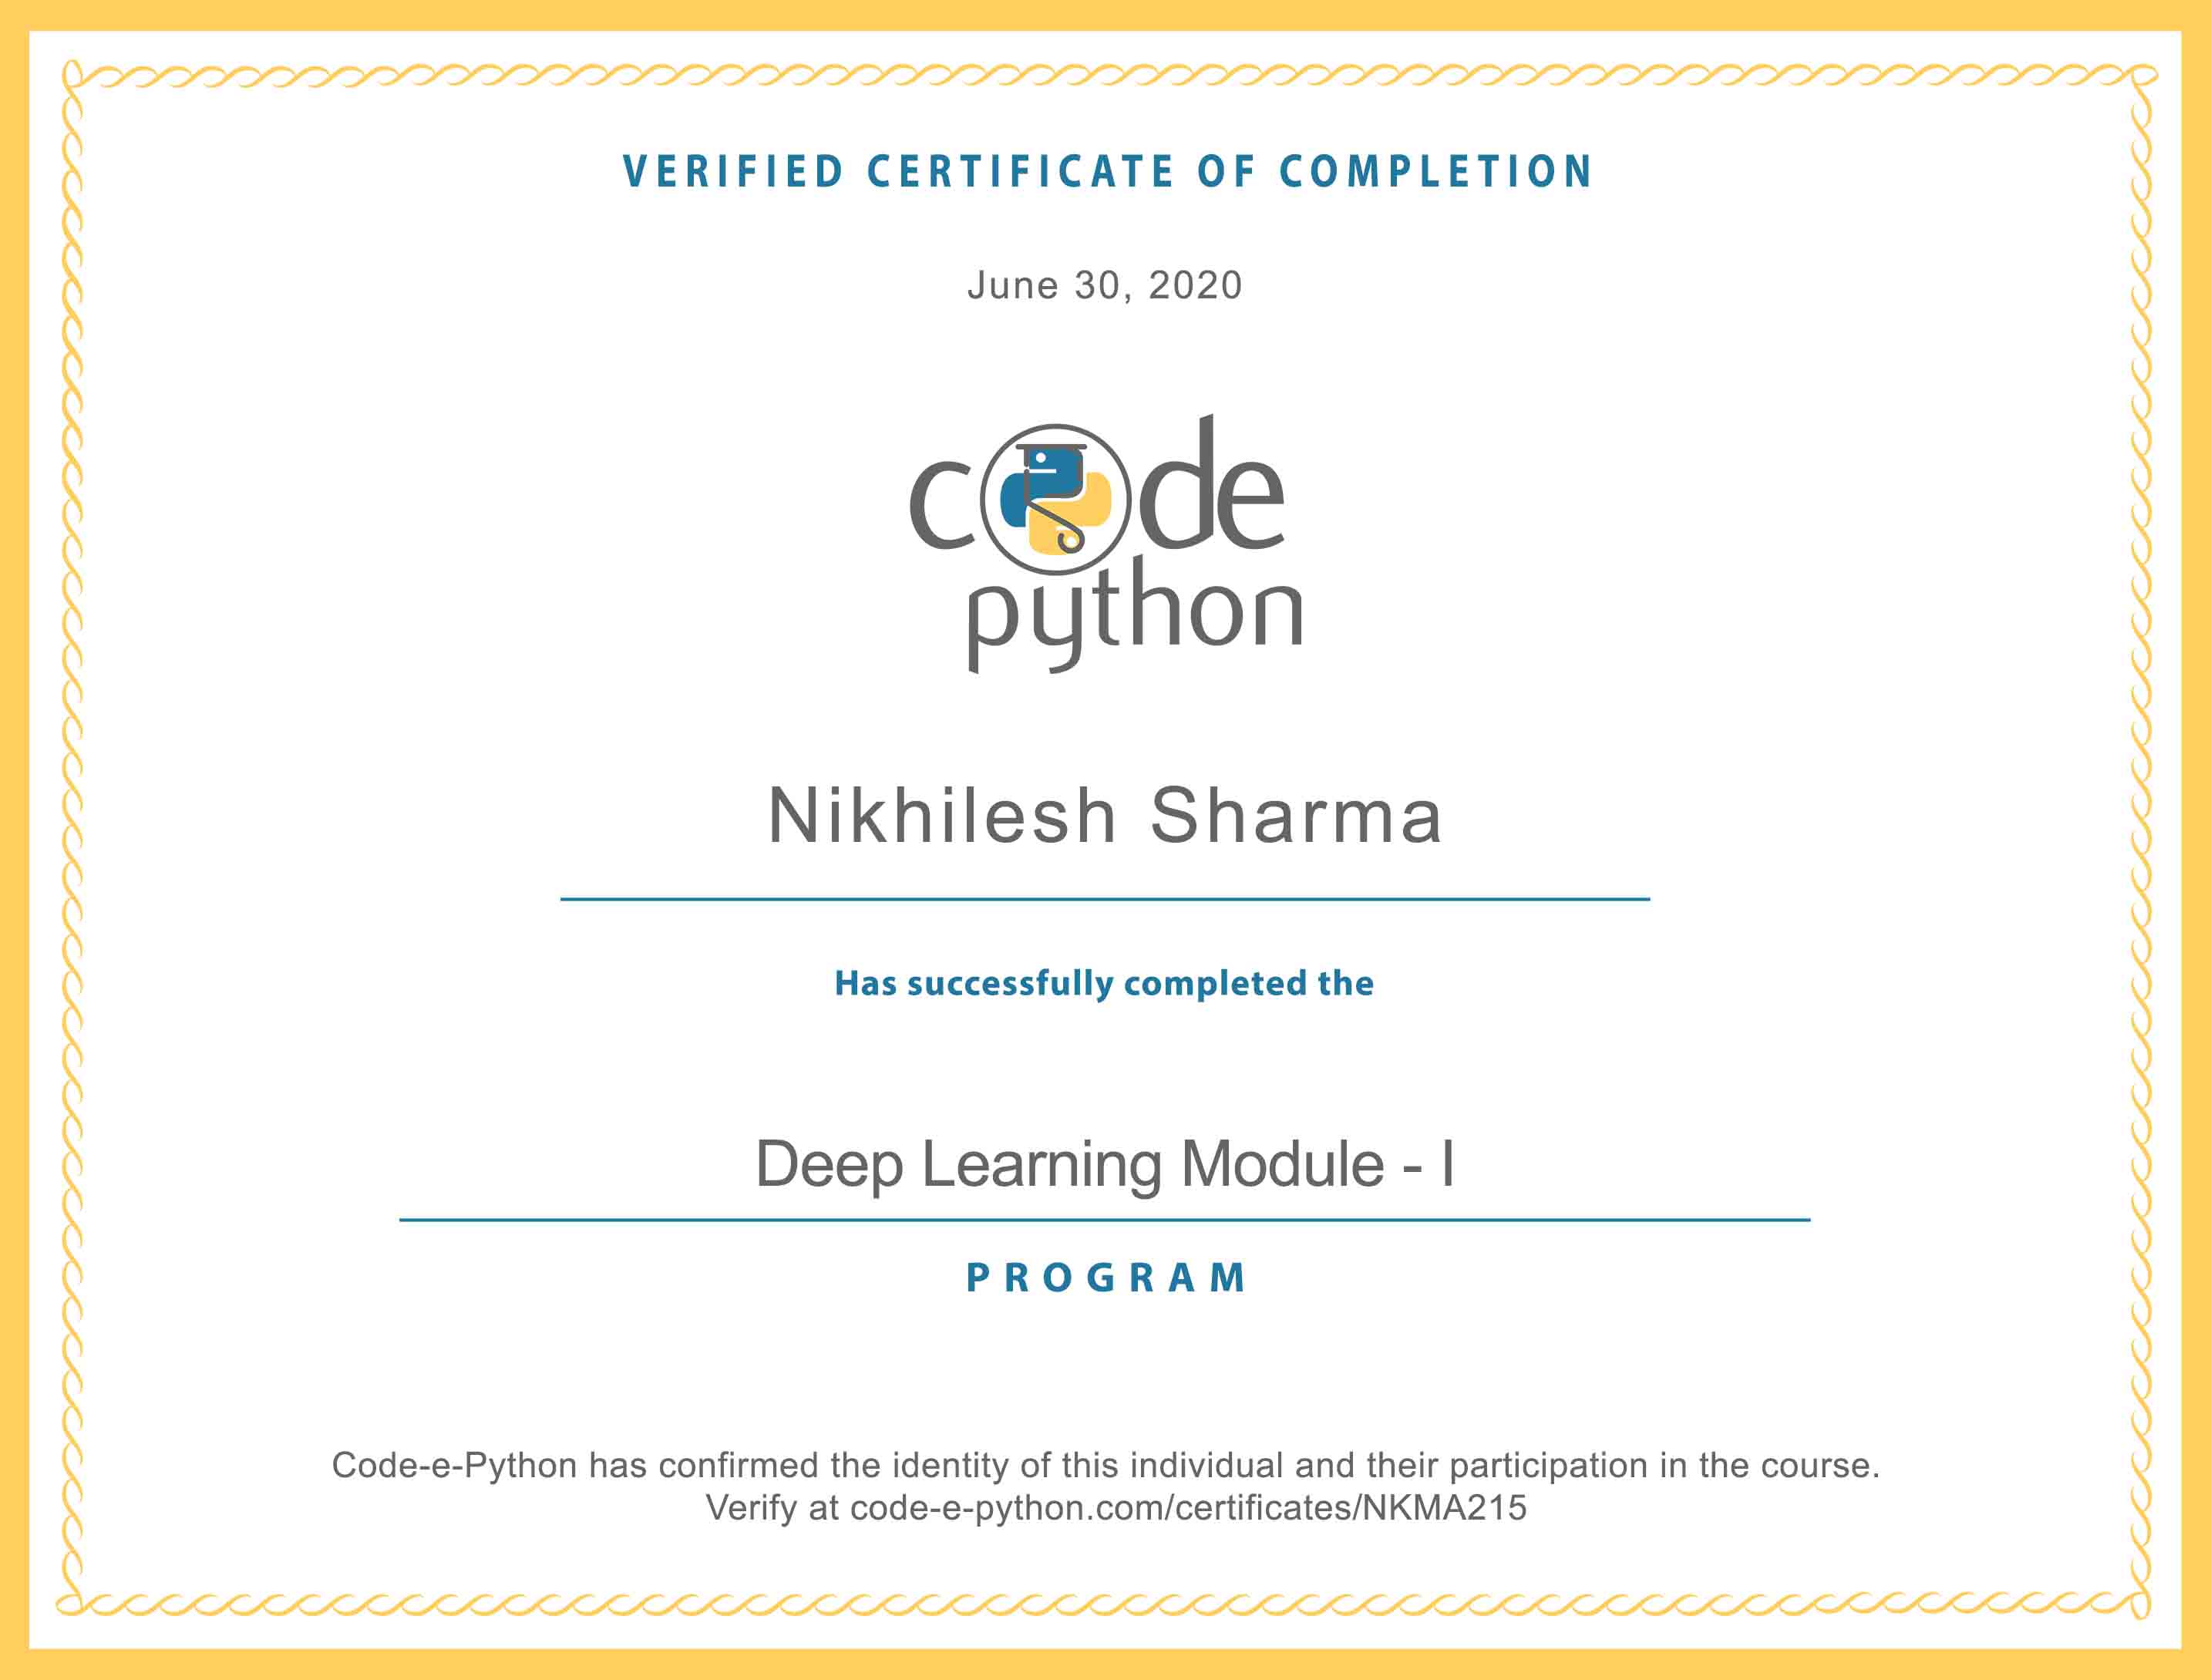 VERIFIED CERTIFICATE OF COMPLETION
June 30, 2020
code
python
Nikhilesh Sharma
Has successfully completed the
Deep Learning Module - I
PROGRAM
Code-e-Python has confirmed the identity of this individual and their participation in the course.
Verify at code-e-python.com/certificates/NKMA215